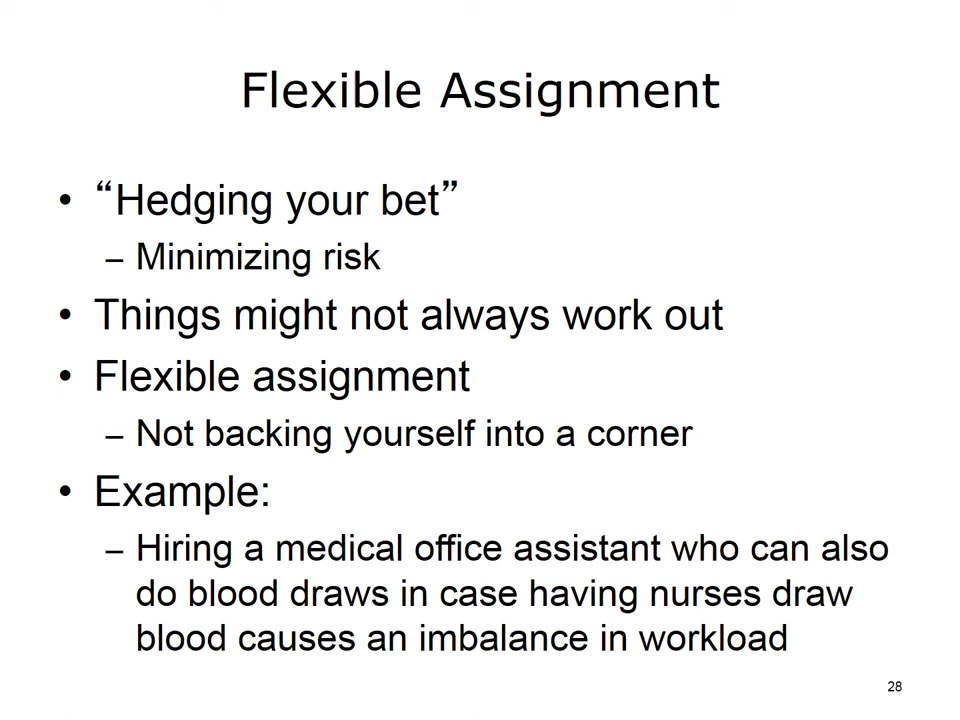 Flexible Assignment
• “Hedging your bet”
– Minimizing risk
• Things might not always work out
• Flexible assignment
– Not backing yourself into a corner
• Example:
– Hiring a medical office assistant who can also
do blood draws in case having nurses draw
blood causes an imbalance in workload
28